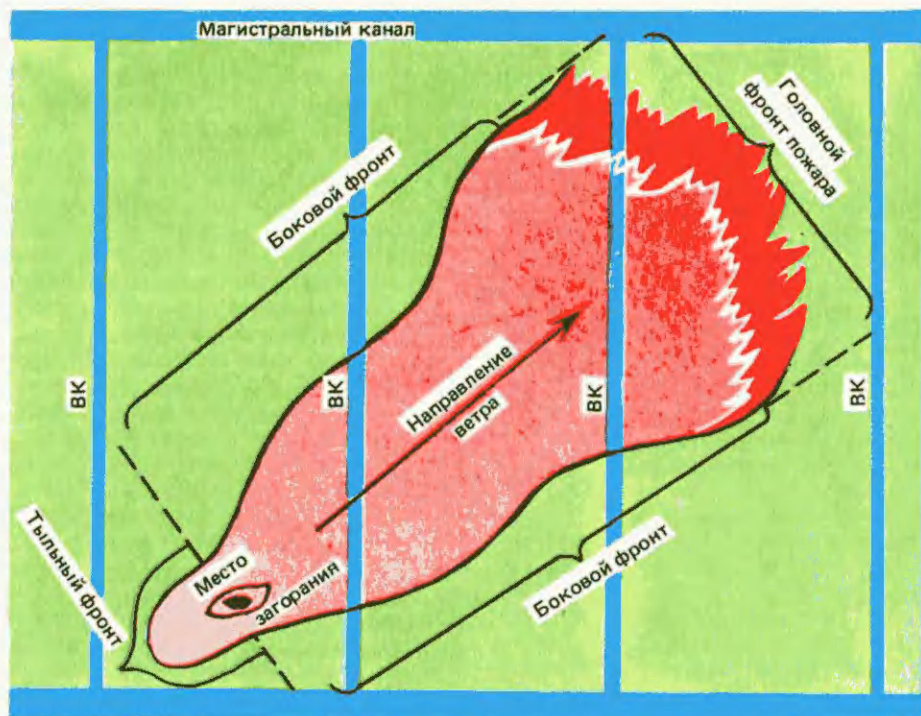 Магистральный канал
Головной
фронт пожара
Боковой фронт
Направление
ветра
ВК
ВК
ВК
ВК
Тыльный фронт
Место
загорания
Боковой фронт